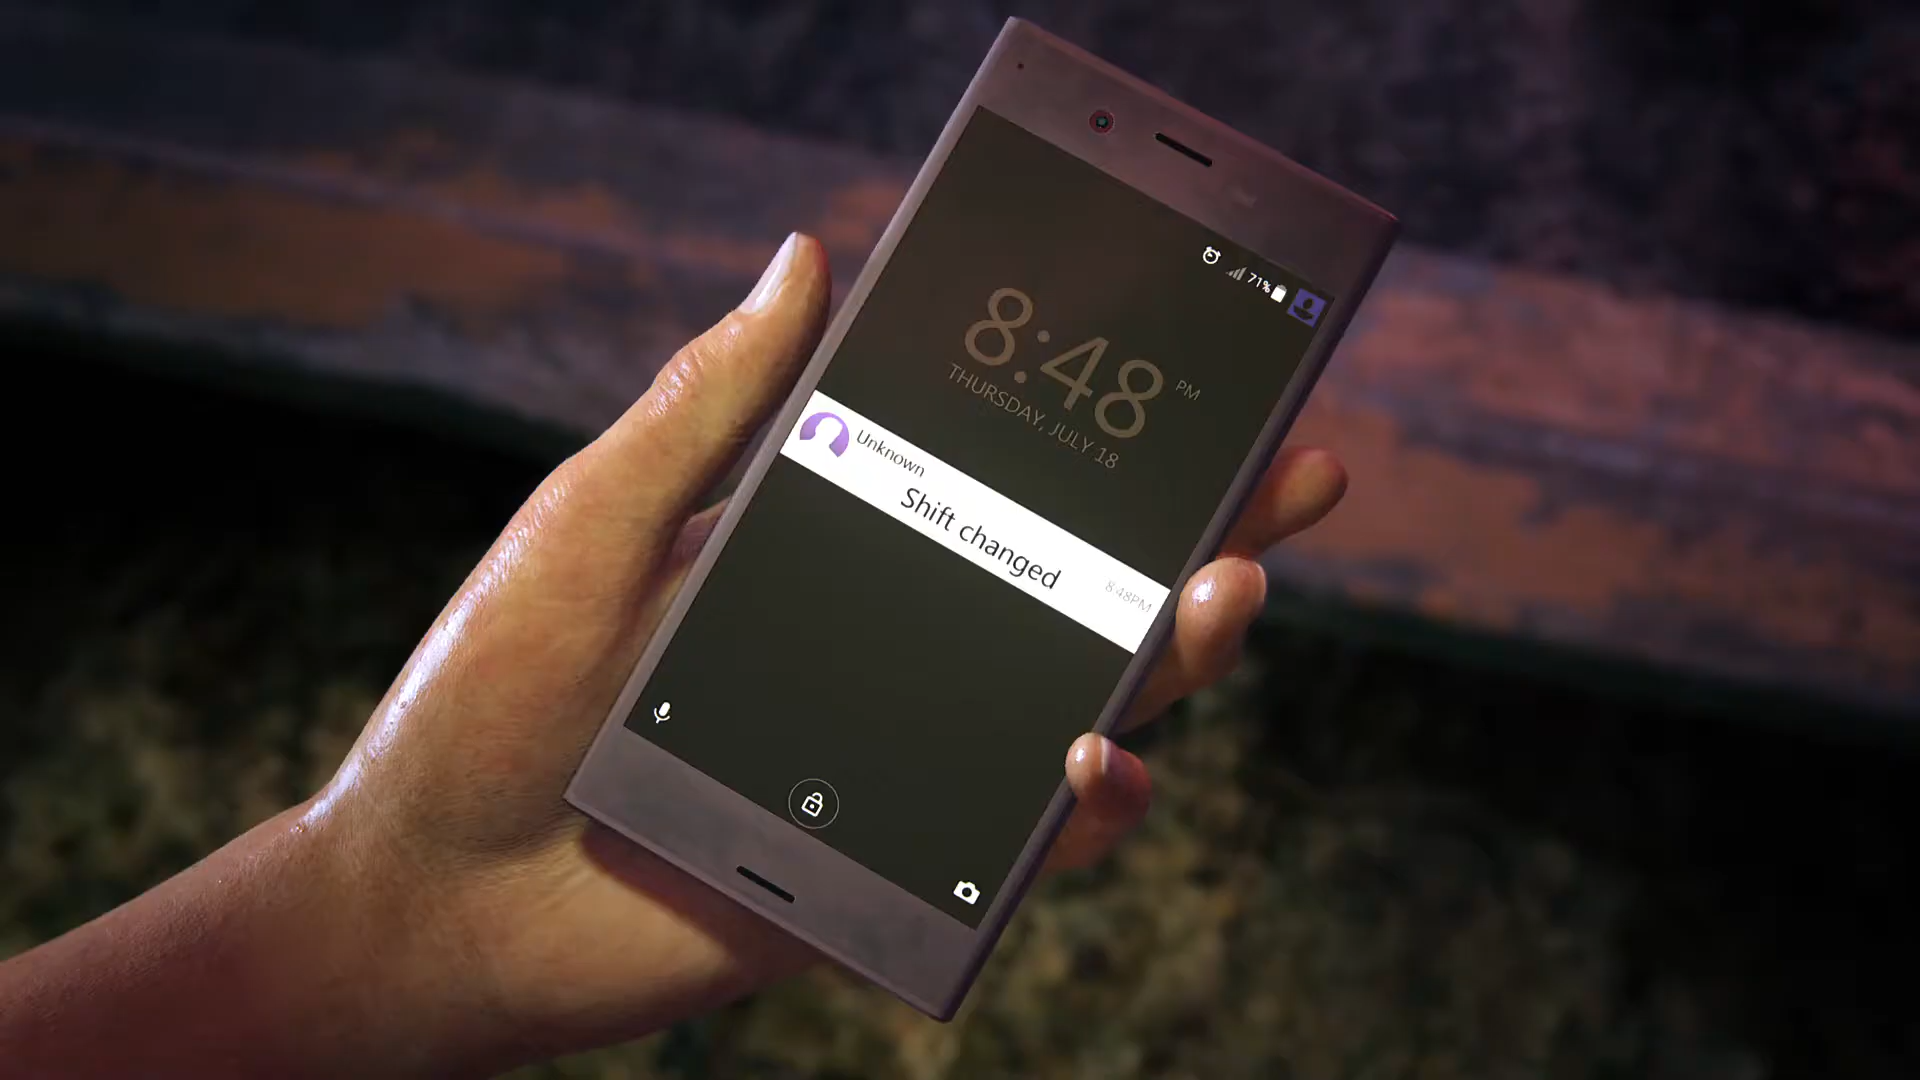 71%
8:48 PM
THURSDAY, JULY 18
Unknown
Shift changed
8:48PM